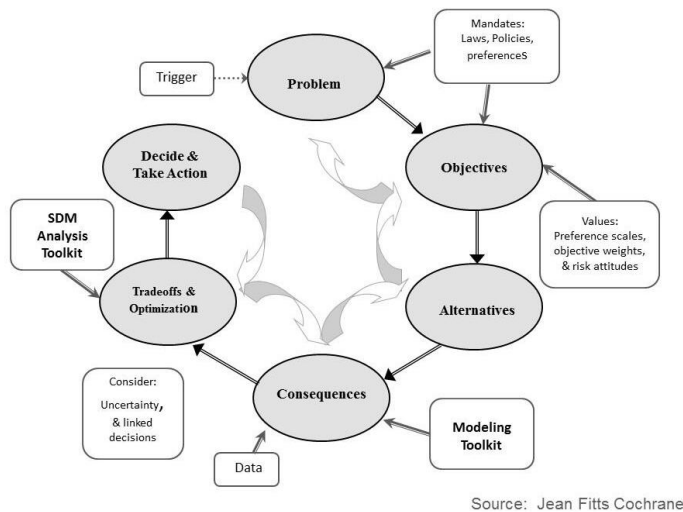 Mandates:
Laws, Policies,
preferences
Trigger
Problem
Decide &
Take Action
Objectives
SDM
Analysis
Toolkit
Values:
Preference scales,
objective weights,
& risk attitudes
Tradeoffs &
Optimization
Alternatives
Consider:
Uncertainty,
& linked
decisions
Consequences
Modeling
Toolkit
Data
Source: Jean Fitts Cochrane